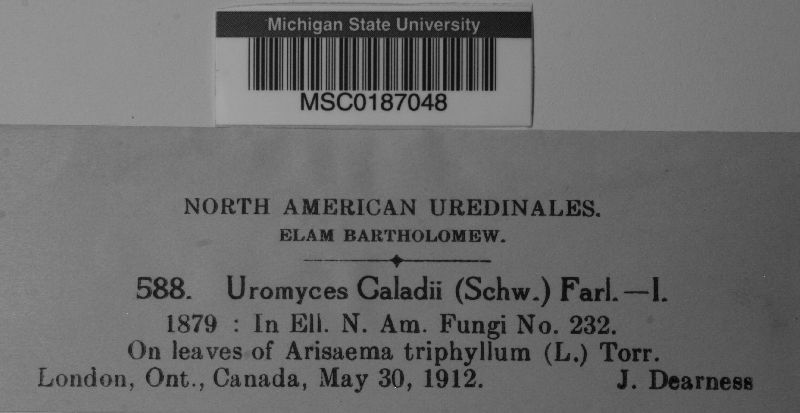 Michigan State University
MSC0187048
NORTH AMERICAN UREDINALES.
ELAM BARTHOLOMEW.
588. Uromyces Caladii (Schw.) Farl.—I.
1879 : In Ell. N. Am. Fungi No. 232.
On leaves of Arisaema triphyllum (L.) Torr.
London, Ont., Canada, May 30, 1912. J. Dearness